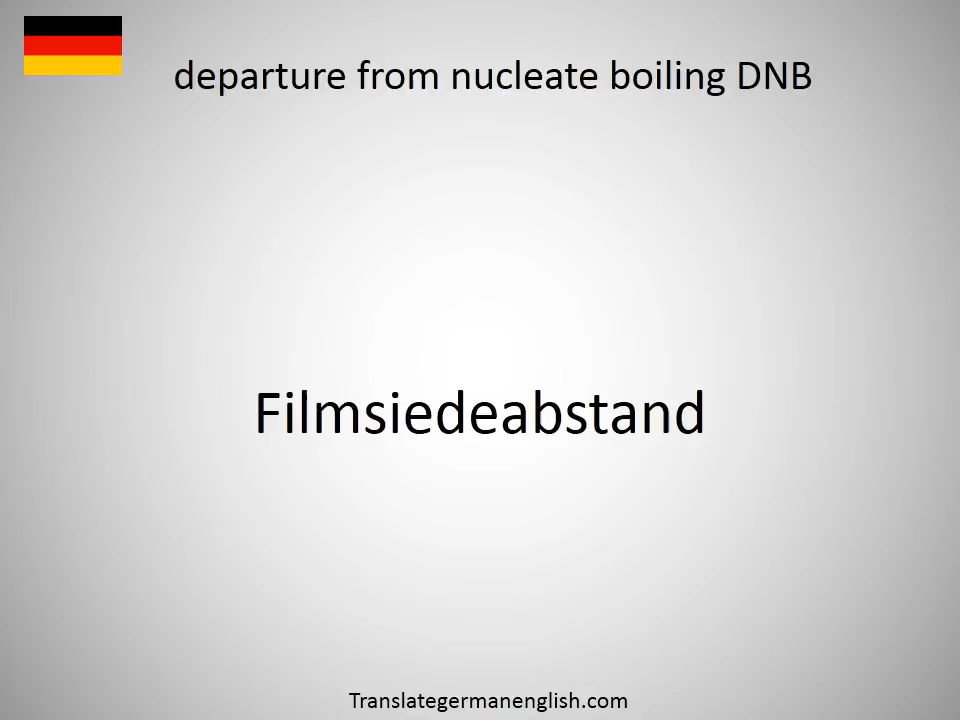 departure from nucleate boiling DNB
Filmsiedeabstand
Translategermanenglish.com